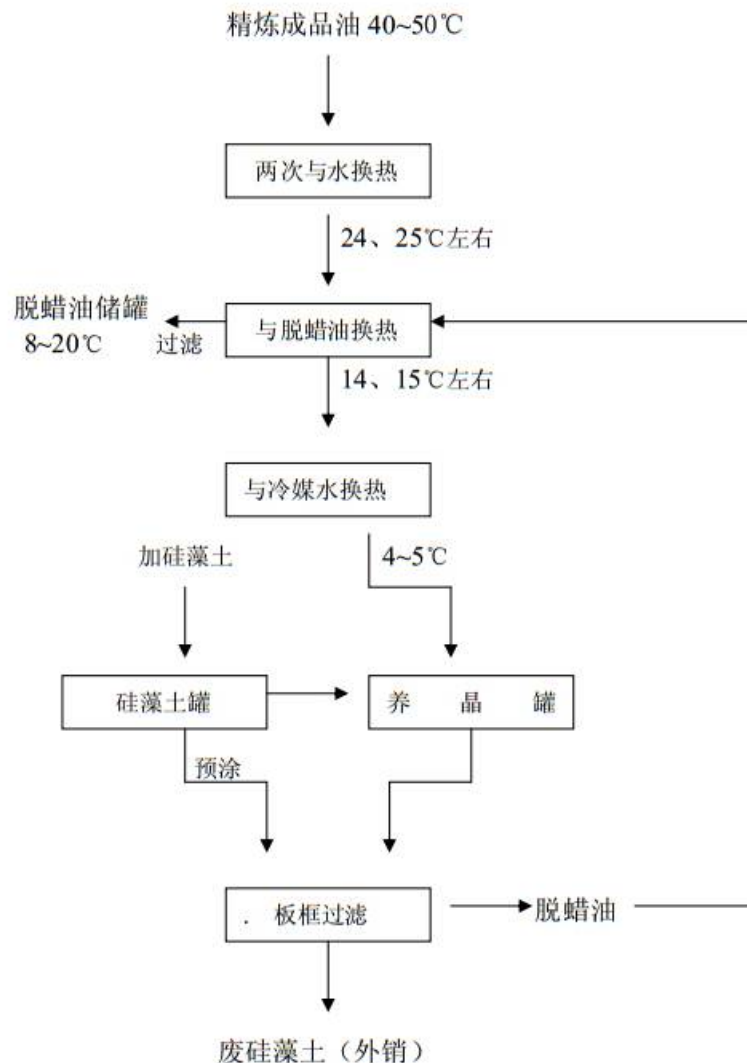 精炼成品油 40~50℃
两次与水换热
24、25℃左右
脱蜡油储罐
8~20℃
过滤
与脱蜡油换热
14、15℃左右
与冷媒水换热
加硅藻土
4~5℃
硅藻土罐
养 晶 罐
预涂
. 板框过滤
脱蜡油
废硅藻土（外销）